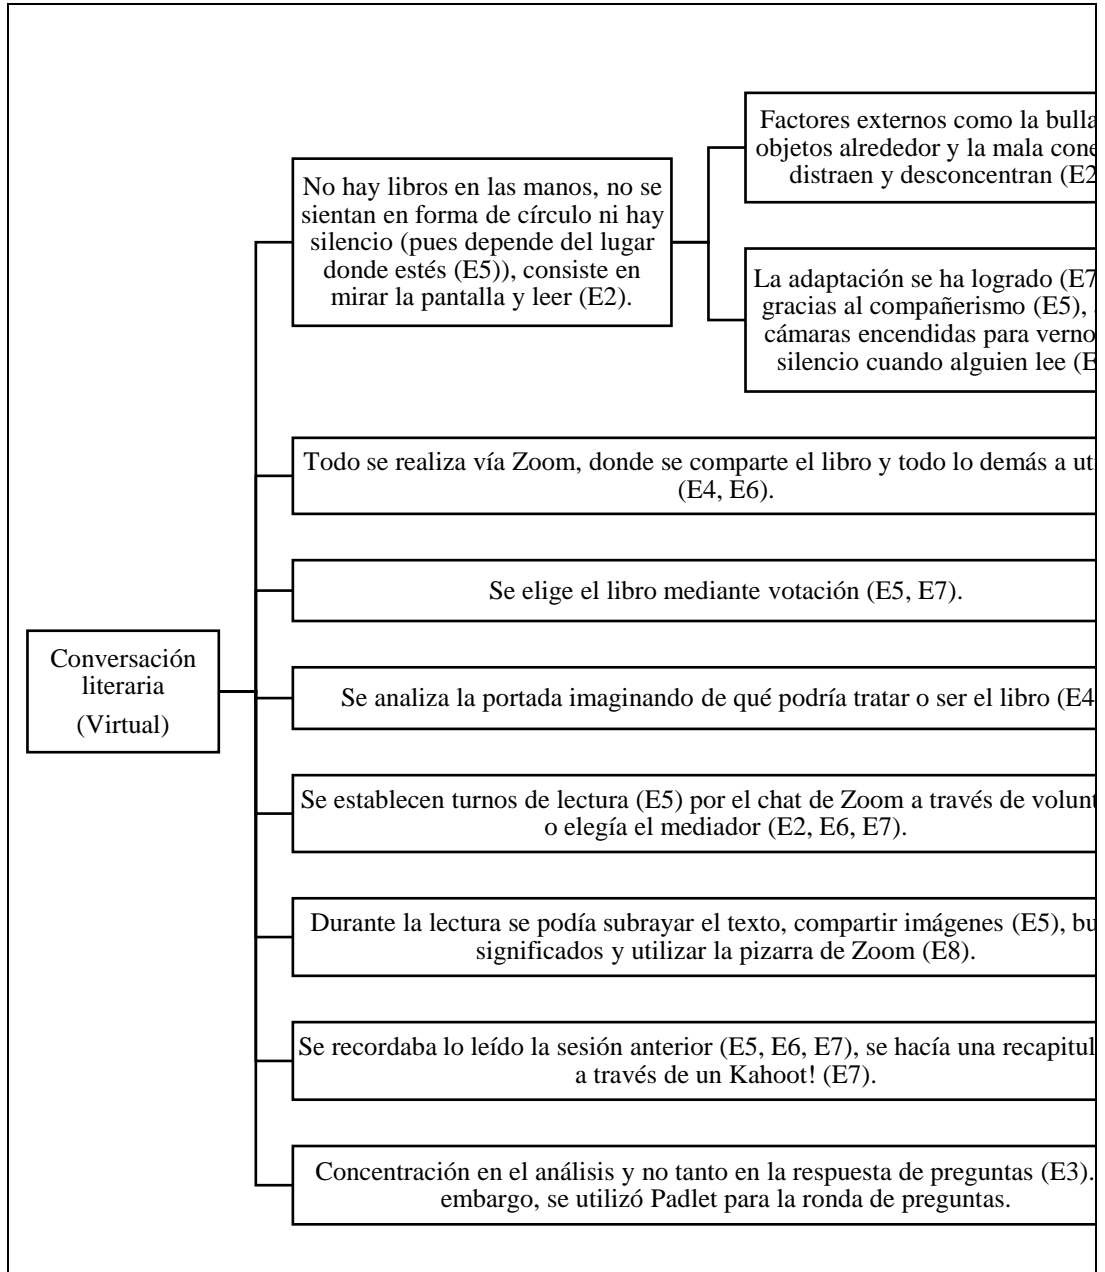 Factores externos como la bulla
objetos alrededor y la mala cone
distraen y desconcentran (E2
No hay libros en las manos, no se
sientan en forma de círculo ni hay
silencio (pues depende del lugar
donde estés (E5)), consiste en
mirar la pantalla y leer (E2).
La adaptación se ha logrado (E7
gracias al compañerismo (E5),
cámaras encendidas para verno
silencio cuando alguien lee (E
Todo se realiza vía Zoom, donde se comparte el libro y todo lo demás a uti
(E4, E6).
Se elige el libro mediante votación (E5, E7).
Conversación
literaria
(Virtual)
Se analiza la portada imaginando de qué podría tratar o ser el libro (E4
Se establecen turnos de lectura (E5) por el chat de Zoom a través de volunt
o elegía el mediador (E2, E6, E7).
Durante la lectura se podía subrayar el texto, compartir imágenes (E5), bu
significados y utilizar la pizarra de Zoom (E8).
Se recordaba lo leído la sesión anterior (E5, E6, E7), se hacía una recapitul
a través de un Kahoot! (E7).
Concentración en el análisis y no tanto en la respuesta de preguntas (E3).
embargo, se utilizó Padlet para la ronda de preguntas.